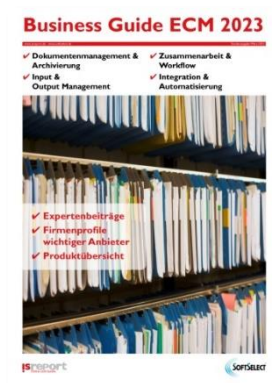 Business Guide ECM 2023
✔ Dokumentenmanagement & Archivierung
✔ Input & Output Management
✔ Zusammenarbeit & Workflow
✔ Integration & Automatisierung
✔ Expertenbeiträge
✔ Firmenprofile wichtiger Anbieter
✔ Produktübersicht
isreport
SOFTSELECT